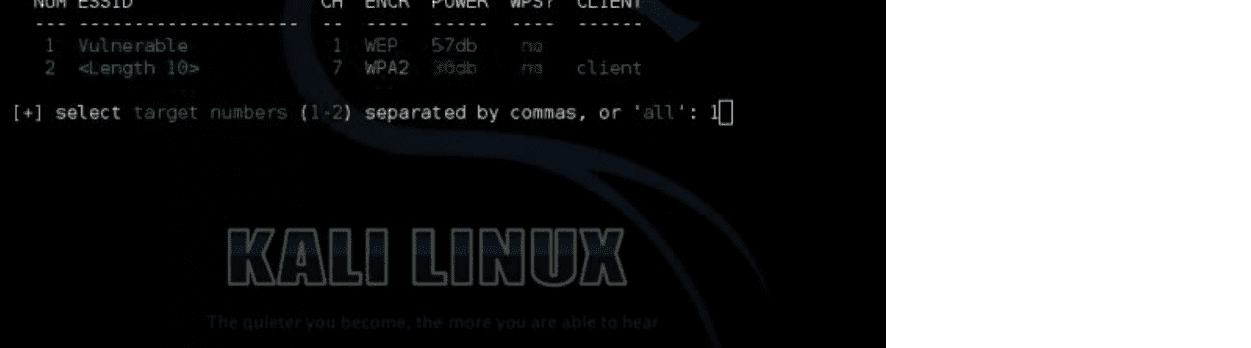 NUM ESSID CH ENCR POWER WPS? CLIENT
--- -------------------- -- ---- ----- ---- ------
1 Vulnerable 1 WEP 57db no
2 <Length 10> 7 WPA2 36db no client
[+] select target numbers (1-2) separated by commas, or 'all': 1
KALI LINUX
The quieter you become, the more you are able to hear